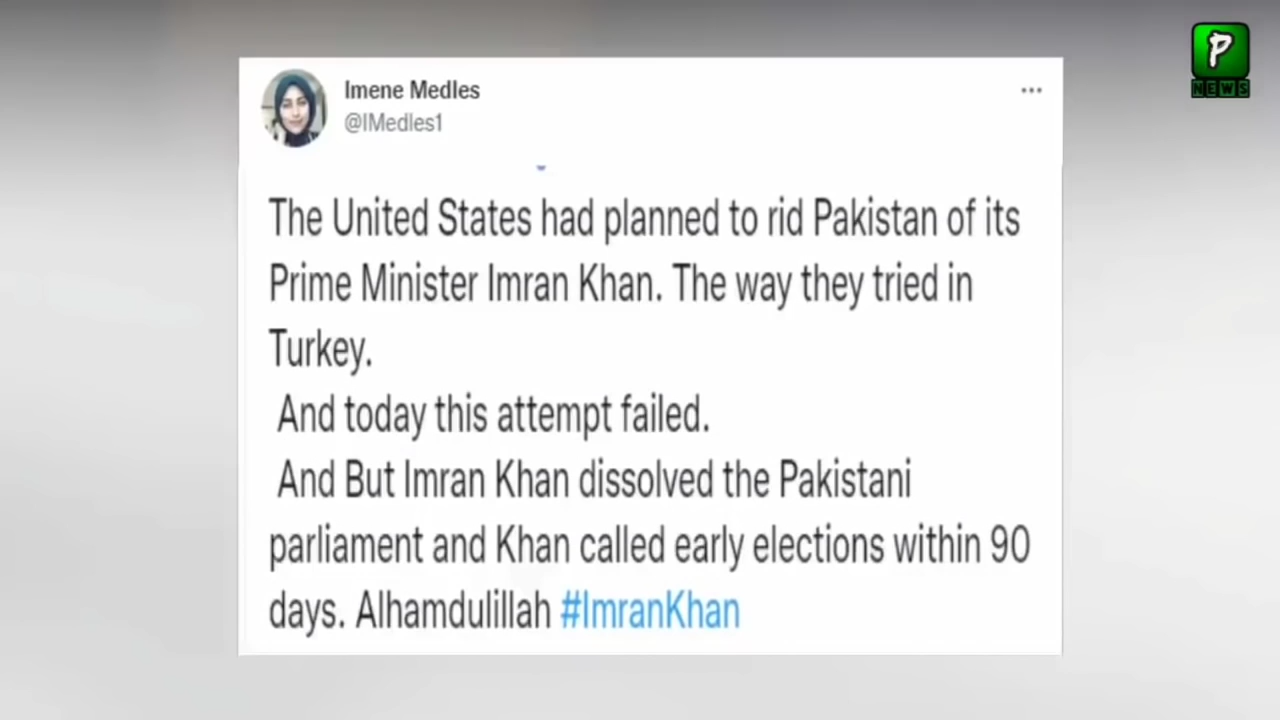 P
NEWS
Imene Medles
@IMedles1
The United States had planned to rid Pakistan of its
Prime Minister Imran Khan. The way they tried in
Turkey.
And today this attempt failed.
And But Imran Khan dissolved the Pakistani
parliament and Khan called early elections within 90
days. Alhamdulillah #ImranKhan